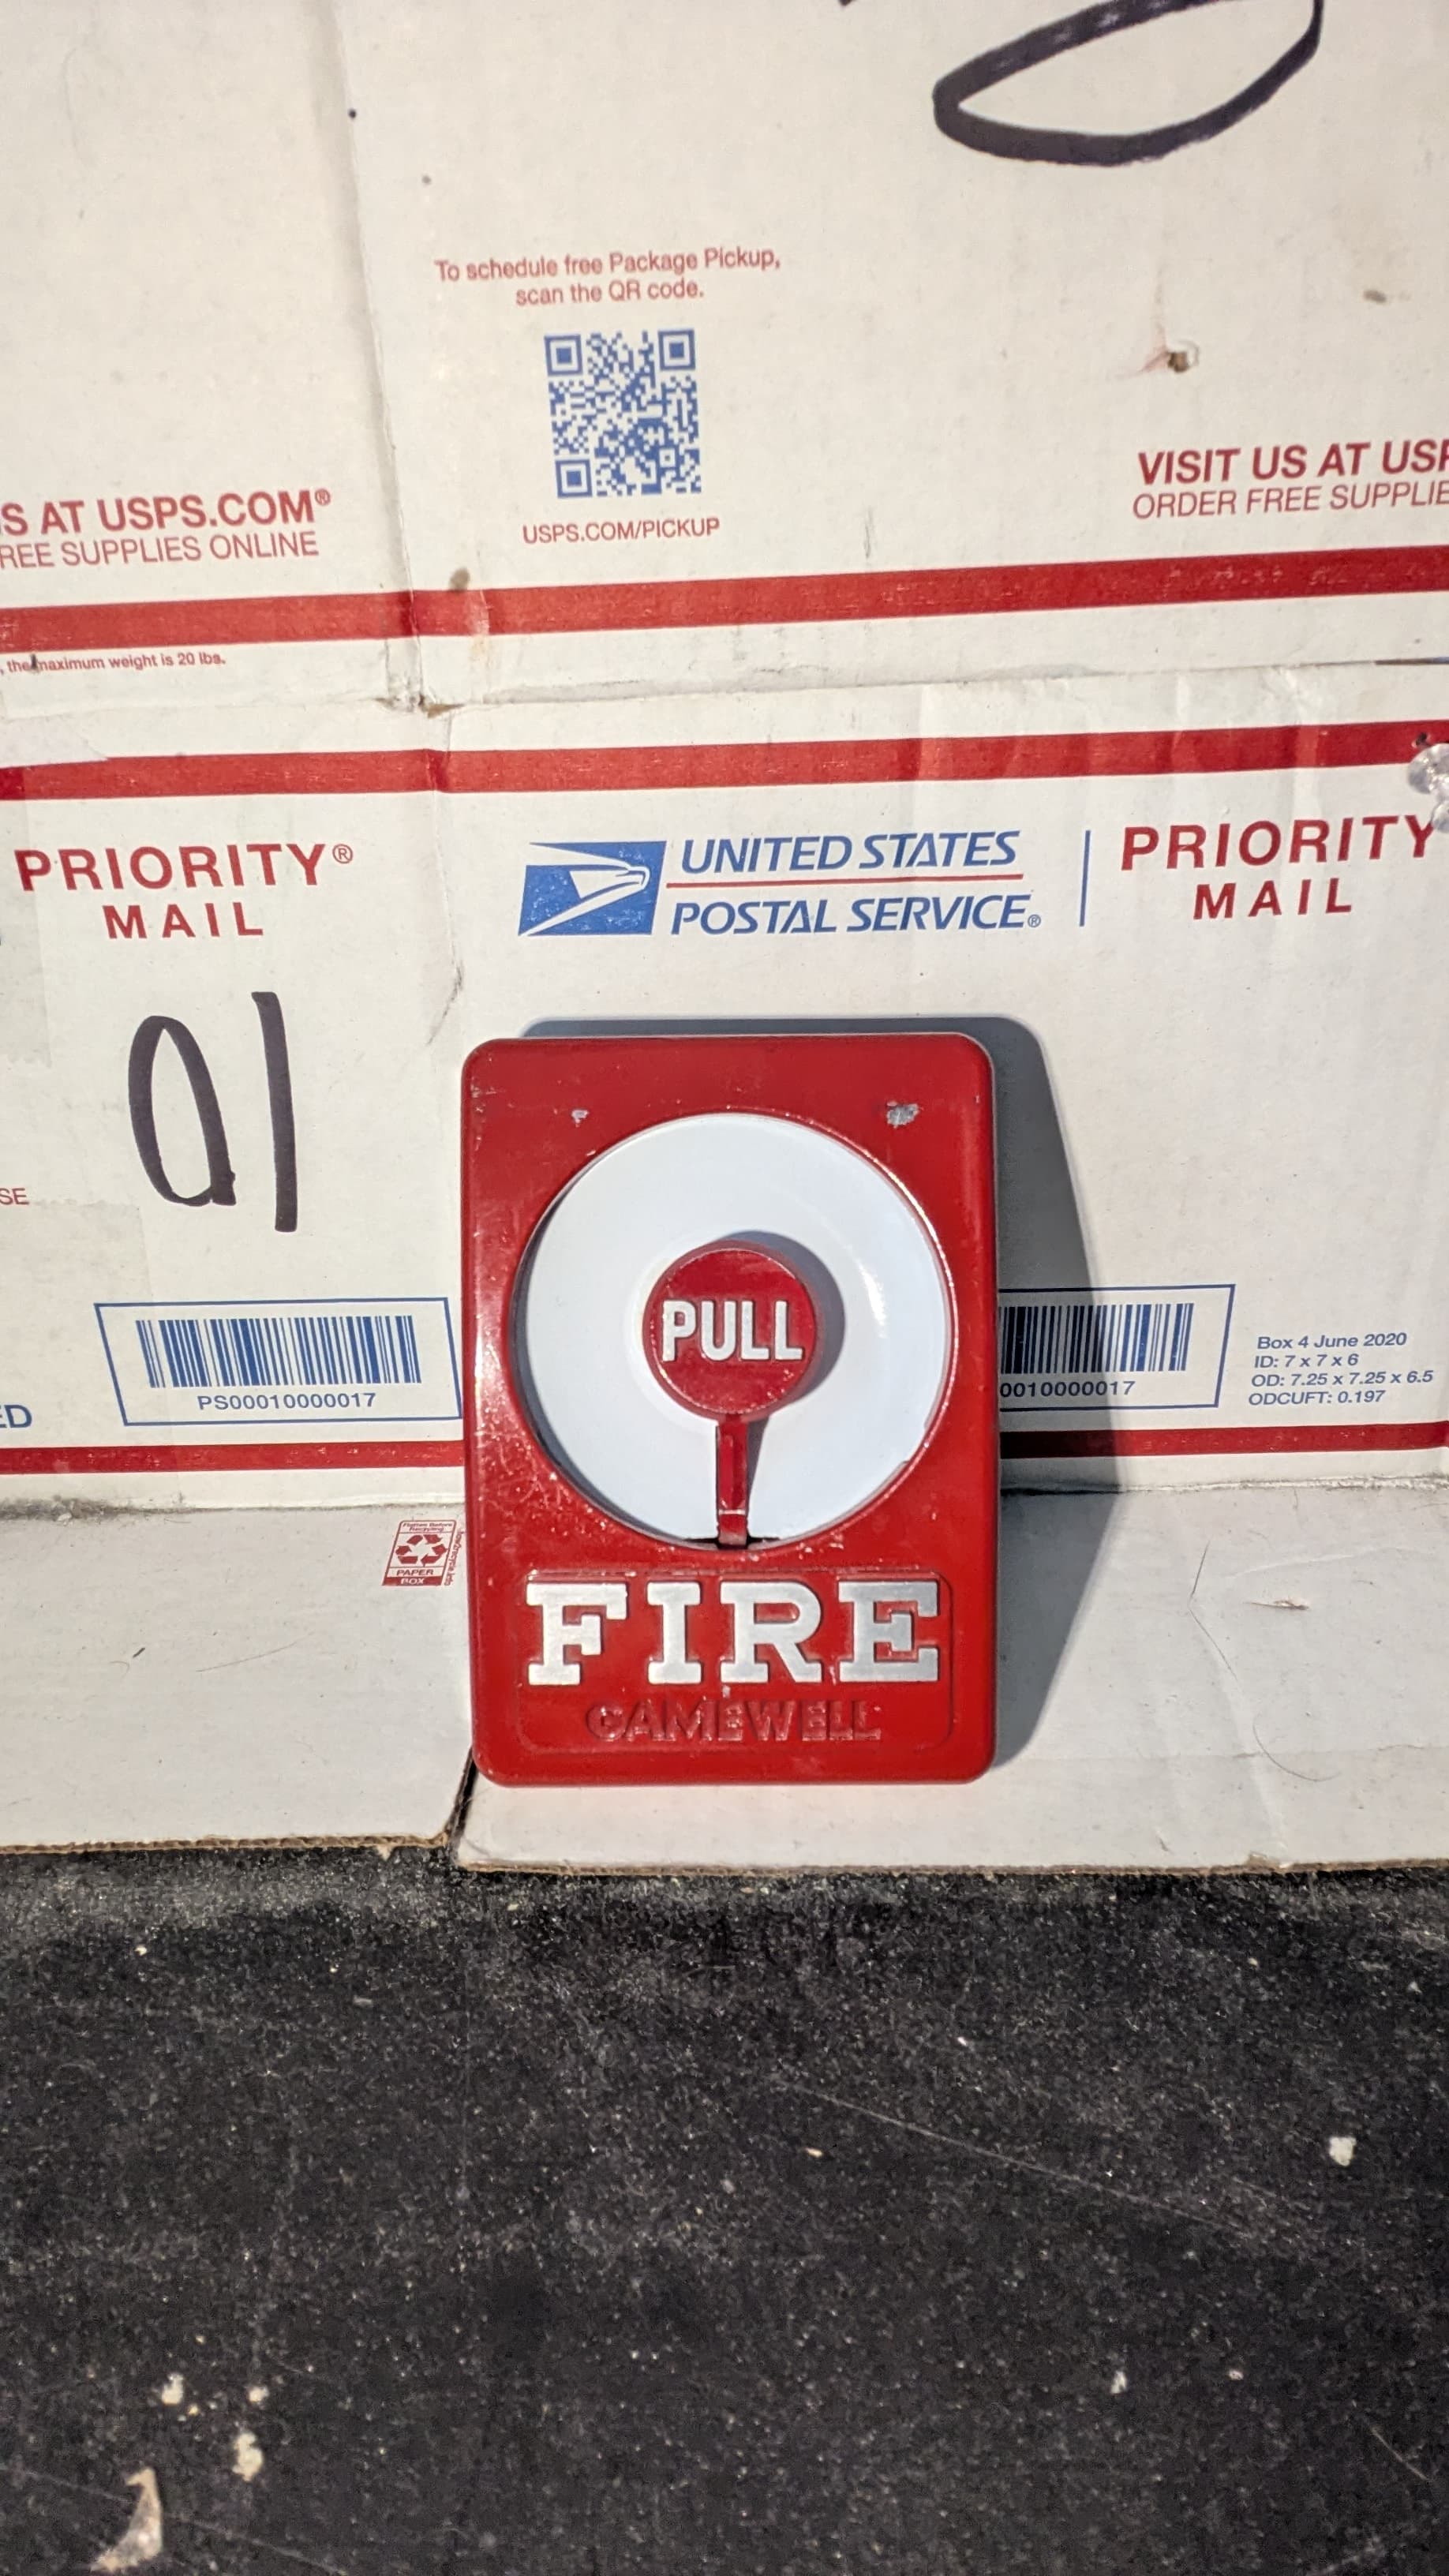 To schedule free Package Pickup,
scan the QR code.
USPS.COM/PICKUP
S AT USPS.COM®
REE SUPPLIES ONLINE
VISIT US AT USP
ORDER FREE SUPPLIE
, the maximum weight is 20 lbs.
PRIORITY®
MAIL
UNITED STATES
POSTAL SERVICE®
PRIORITY
MAIL
01
SE
PS00010000017
ED
0010000017
Box 4 June 2020
ID: 7 x 7 x 6
OD: 7.25 x 7.25 x 6.5
ODCUFT: 0.197
PULL
Flatten Before
Recycling
PAPER
BOX
FIRE
GAMEWELL